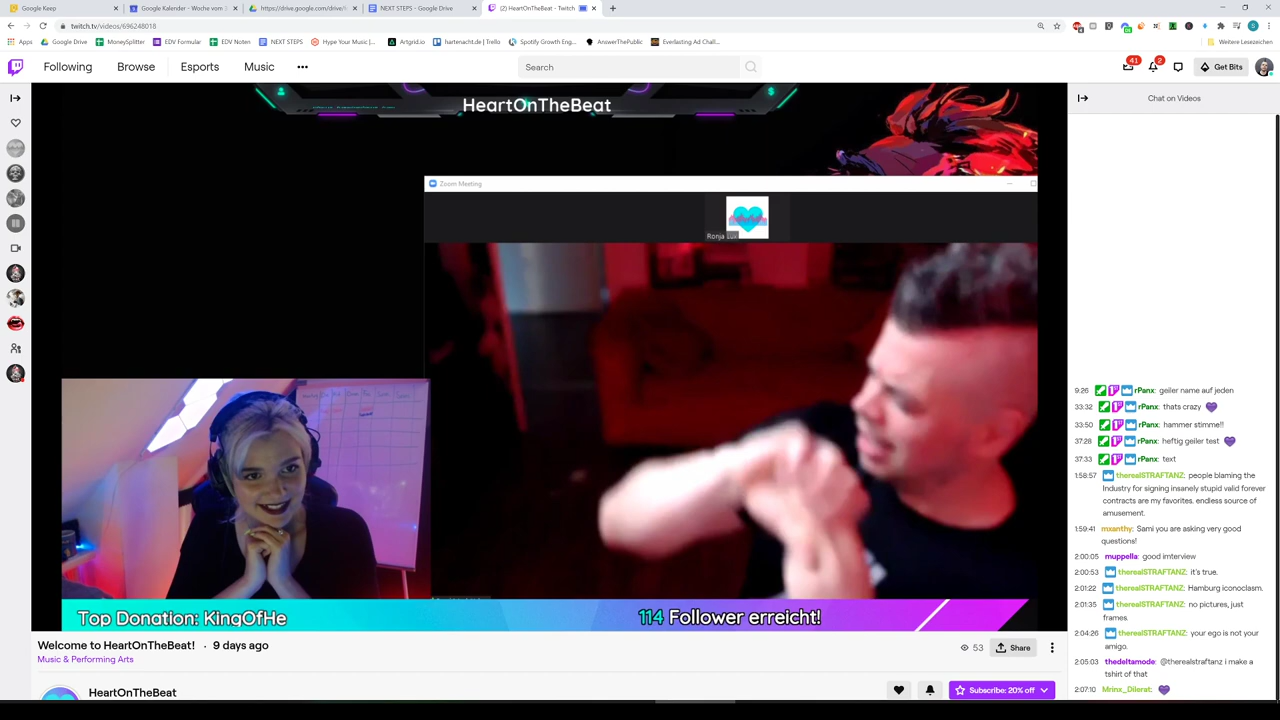 Google Keep
Google Kalender - Woche vom 3
https://drive.google.com/drive/
NEXT STEPS - Google Drive
(2) HeartOnTheBeat - Twitch
twitch.tv/videos/696248018
Apps
Google Drive
MoneySplitter
EDV Formular
EDV Noten
NEXT STEPS
Hype Your Music |...
Artgrid.io
hartenacht.de | Trello
Spotify Growth Eng...
AnswerThePublic
Everlasting Ad Chall...
Weitere Lesezeichen
Following
Browse
Esports
Music
Search
41
2
Get Bits
HeartOnTheBeat
Chat on Videos
Zoom Meeting
Ronja Lux
9:26 rPanx: geiler name auf jeden
33:32 rPanx: thats crazy
33:50 rPanx: hammer stimme!!
37:28 rPanx: heftig geiler test
37:33 rPanx: text
1:58:57 therealSTRAFTANZ: people blaming the
Industry for signing insanely stupid valid forever
contracts are my favorites. endless source of
amusement.
1:59:41 mxanthy: Sami you are asking very good
questions!
2:00:05 muppella: good imterview
2:00:53 therealSTRAFTANZ: it's true.
2:01:22 therealSTRAFTANZ: Hamburg iconoclasm.
2:01:35 therealSTRAFTANZ: no pictures, just
frames.
2:04:26 therealSTRAFTANZ: your ego is not your
amigo.
2:05:03 thedeltamode: @therealstraftanz i make a
tshirt of that
2:07:10 Mrinx_Dilerat:
Top Donation: KInqOfHe
114 Follower erreicht!
Welcome to HeartOnTheBeat! · 9 days ago
53
Share
Music & Performing Arts
HeartOnTheBeat
Subscribe: 20% off